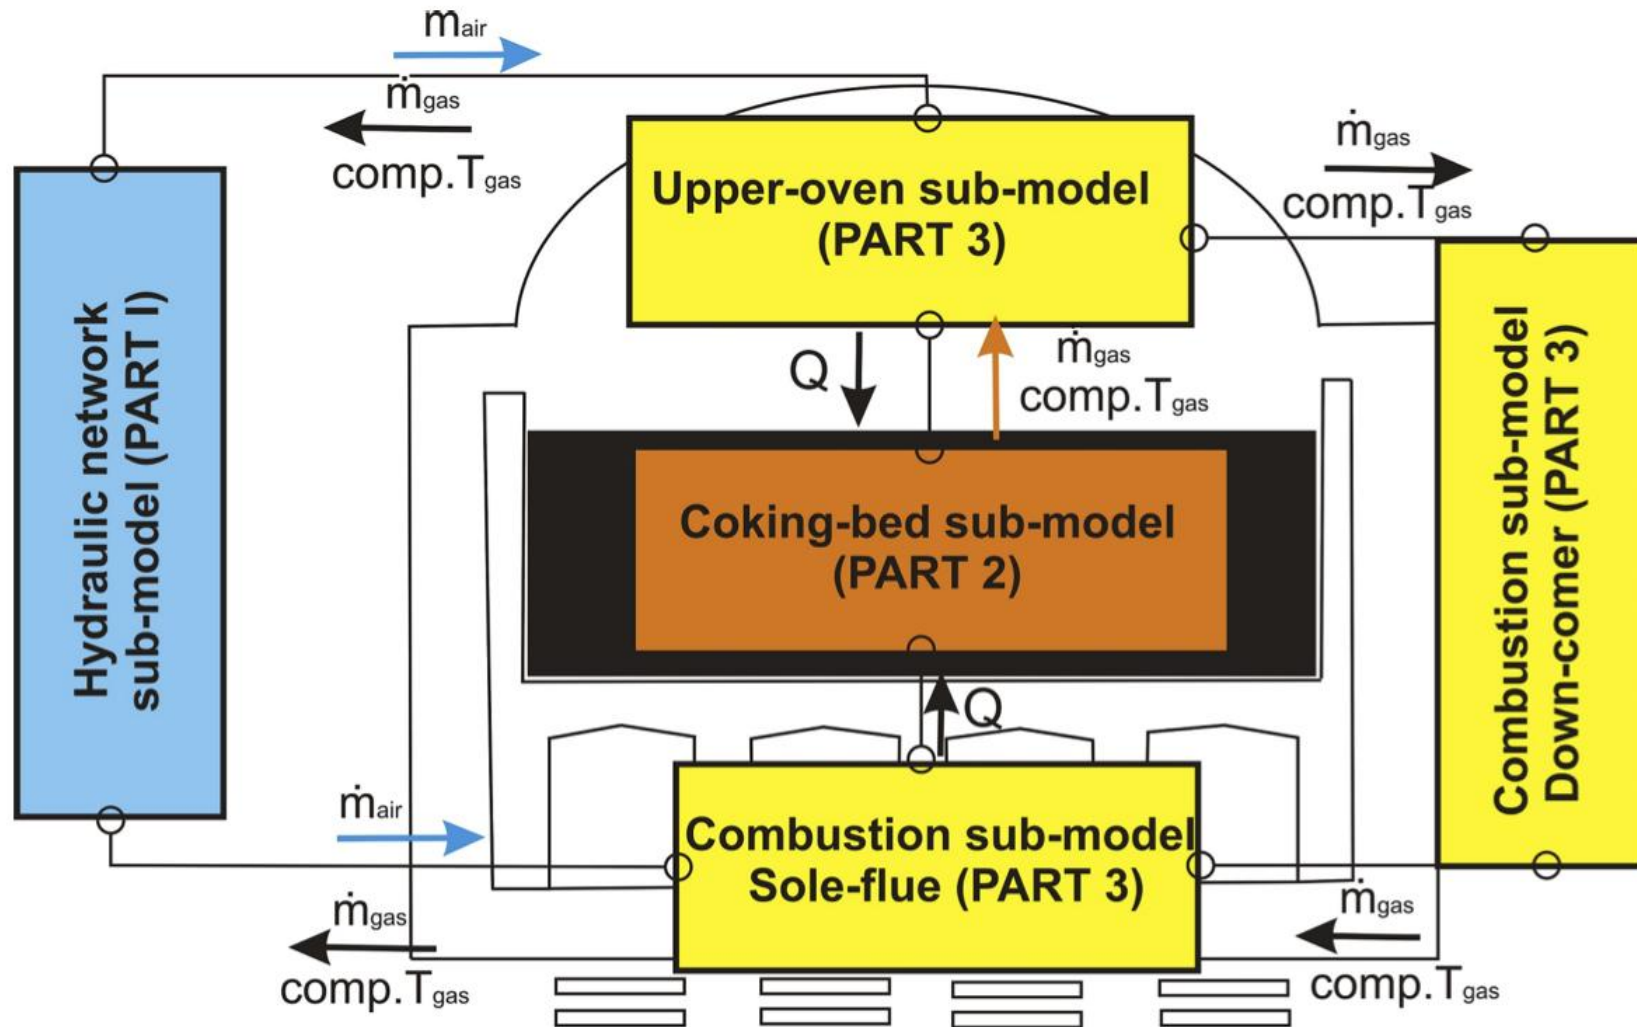 ṁair
ṁgas
comp.Tgas
ṁgas
comp.Tgas
Upper-oven sub-model
(PART 3)
Hydraulic network
sub-model (PART I)
Q
ṁgas
comp.Tgas
Combustion sub-model
Down-comer (PART 3)
Coking-bed sub-model
(PART 2)
Q
ṁair
Combustion sub-model
Sole-flue (PART 3)
ṁgas
comp.Tgas
ṁgas
comp.Tgas